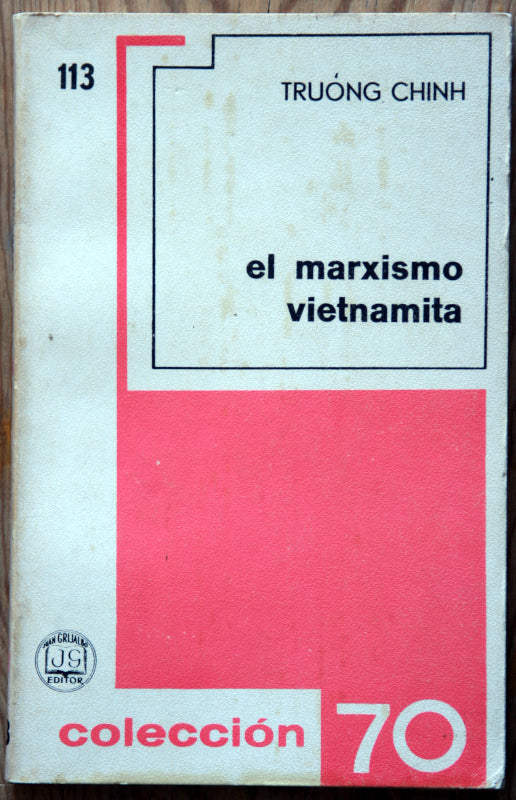 113
TRUÓNG CHINH
el marxismo
vietnamita
JUAN GRIJALBO
JG
EDITOR
colección 70